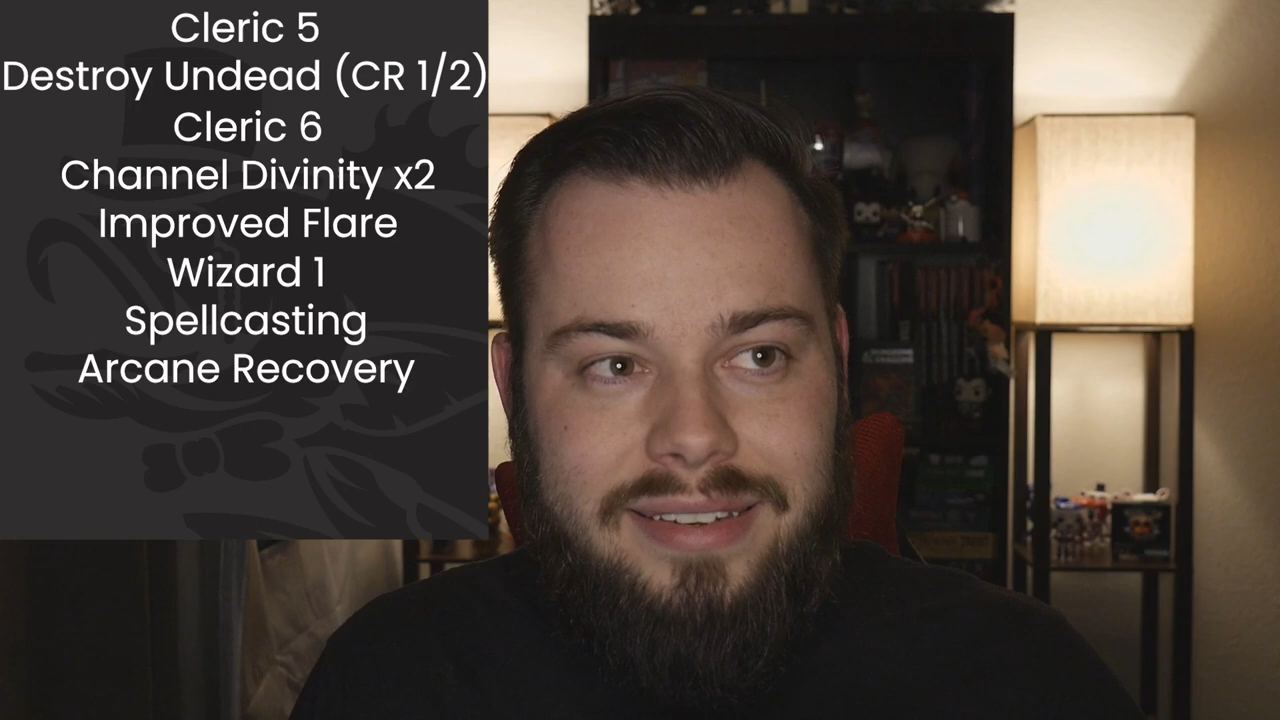 Cleric 5
Destroy Undead (CR 1/2)
Cleric 6
Channel Divinity x2
Improved Flare
Wizard 1
Spellcasting
Arcane Recovery